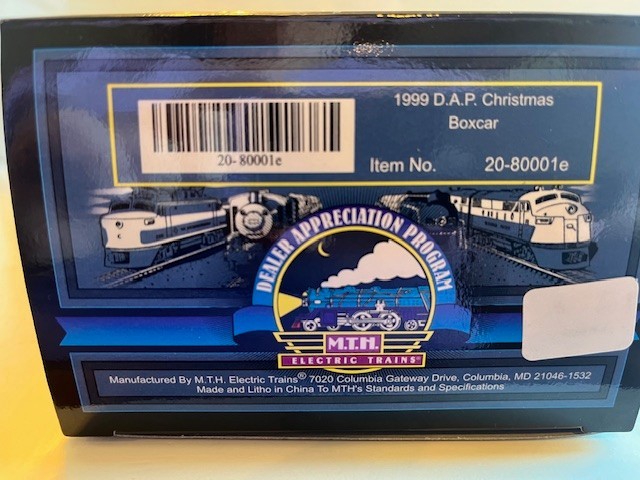 1999 D.A.P. Christmas
Boxcar
20-80001e
Item No. 20-80001e
DEALER APPRECIATION PROGRAM
M.T.H.
ELECTRIC TRAINS®
Manufactured By M.T.H. Electric Trains® 7020 Columbia Gateway Drive, Columbia, MD 21046-1532
Made and Litho in China To MTH's Standards and Specifications